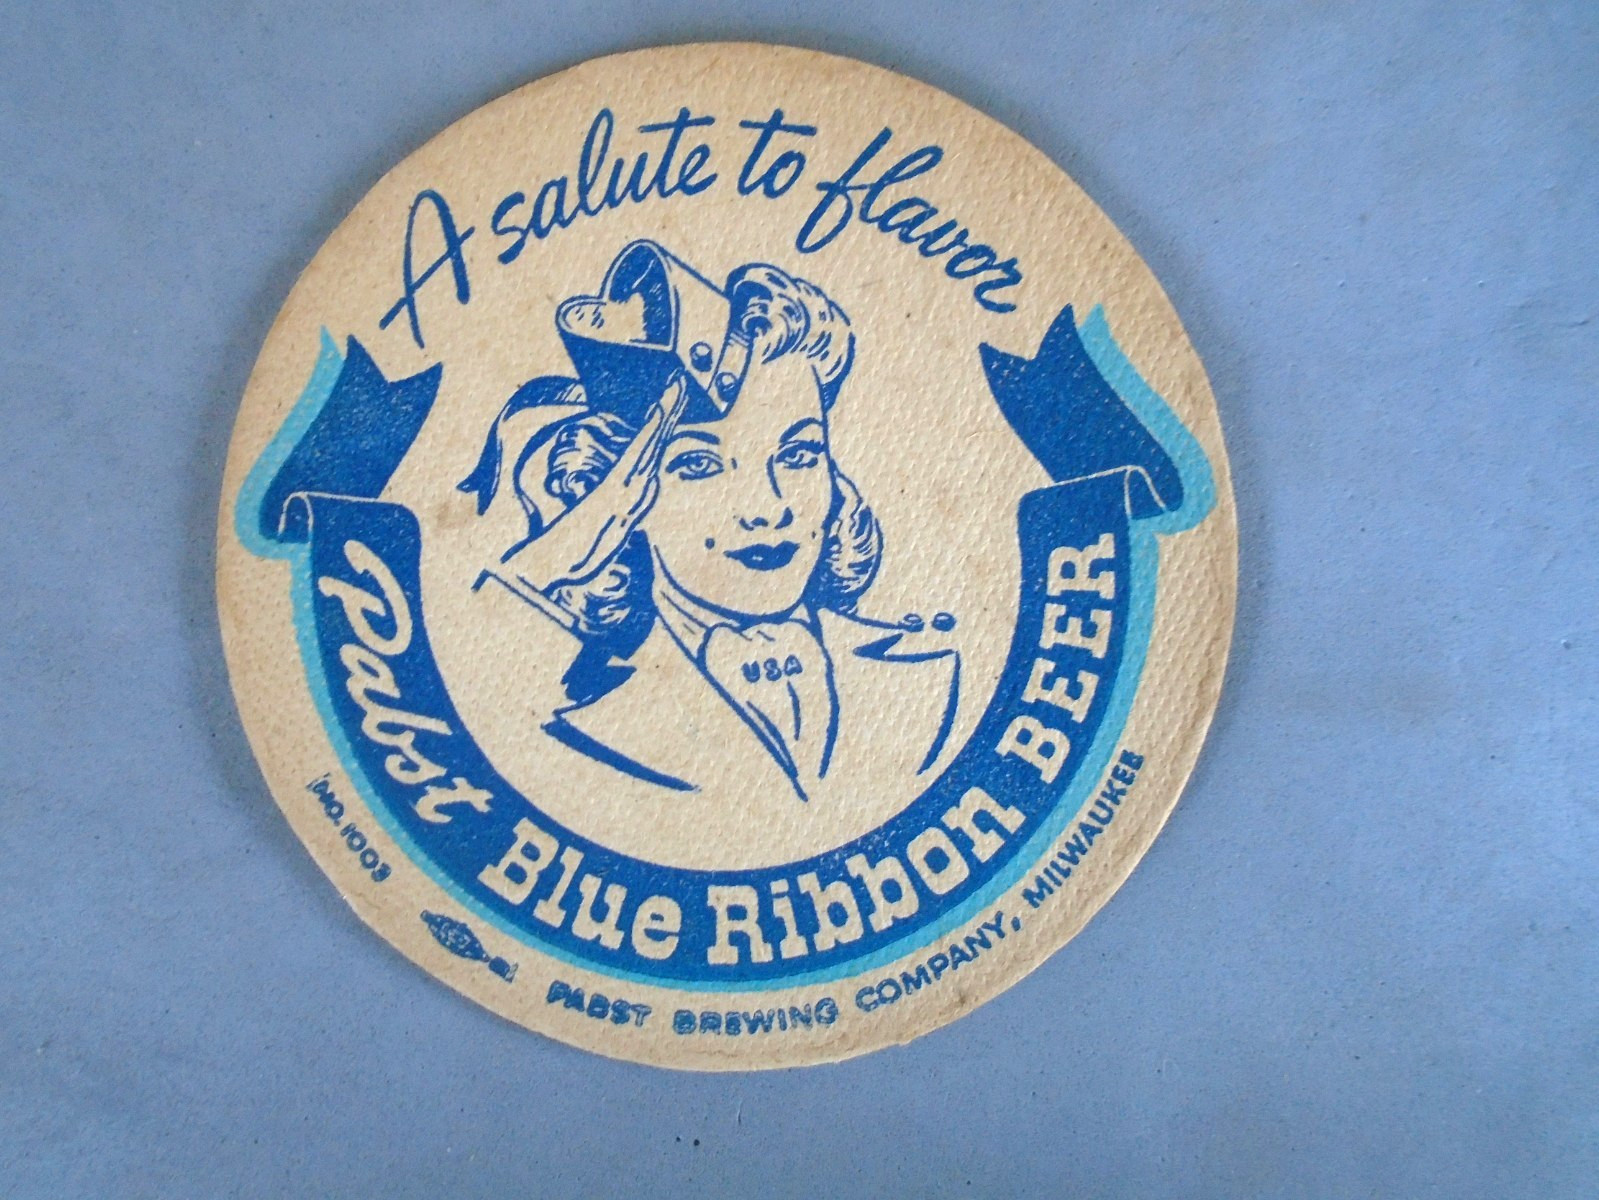 A salute to flavor
USA
Pabst Blue Ribbon BEER
NO. 1003
PABST BREWING COMPANY, MILWAUKEE